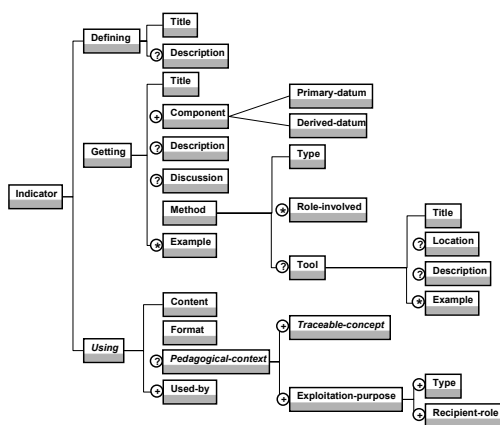 Title
Defining
? Description
Title
Primary-datum
+ Component
Derived-datum
Getting
? Description
Type
? Discussion
Indicator
Method
* Role-involved
Title
* Example
? Location
? Tool
? Description
* Example
Content
Format
+ Traceable-concept
Using
? Pedagogical-context
+ Type
+ Used-by
+ Exploitation-purpose
+ Recipient-role